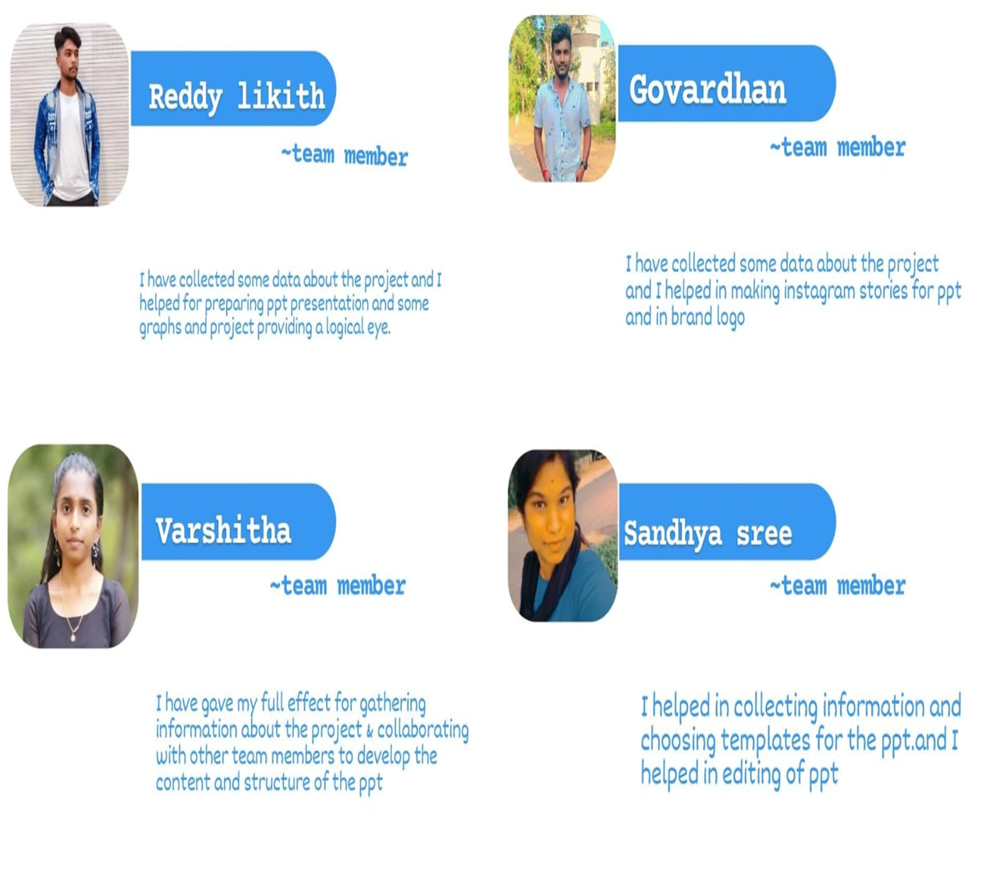 Reddy likith
~team member
I have collected some data about the project and I
helped for preparing ppt presentation and some
graphs and project providing a logical eye.
Govardhan
~team member
I have collected some data about the project
and I helped in making instagram stories for ppt
and in brand logo
Varshitha
~team member
I have gave my full effect for gathering
information about the project & collaborating
with other team members to develop the
content and structure of the ppt
Sandhya sree
~team member
I helped in collecting information and
choosing templates for the ppt.and I
helped in editing of ppt